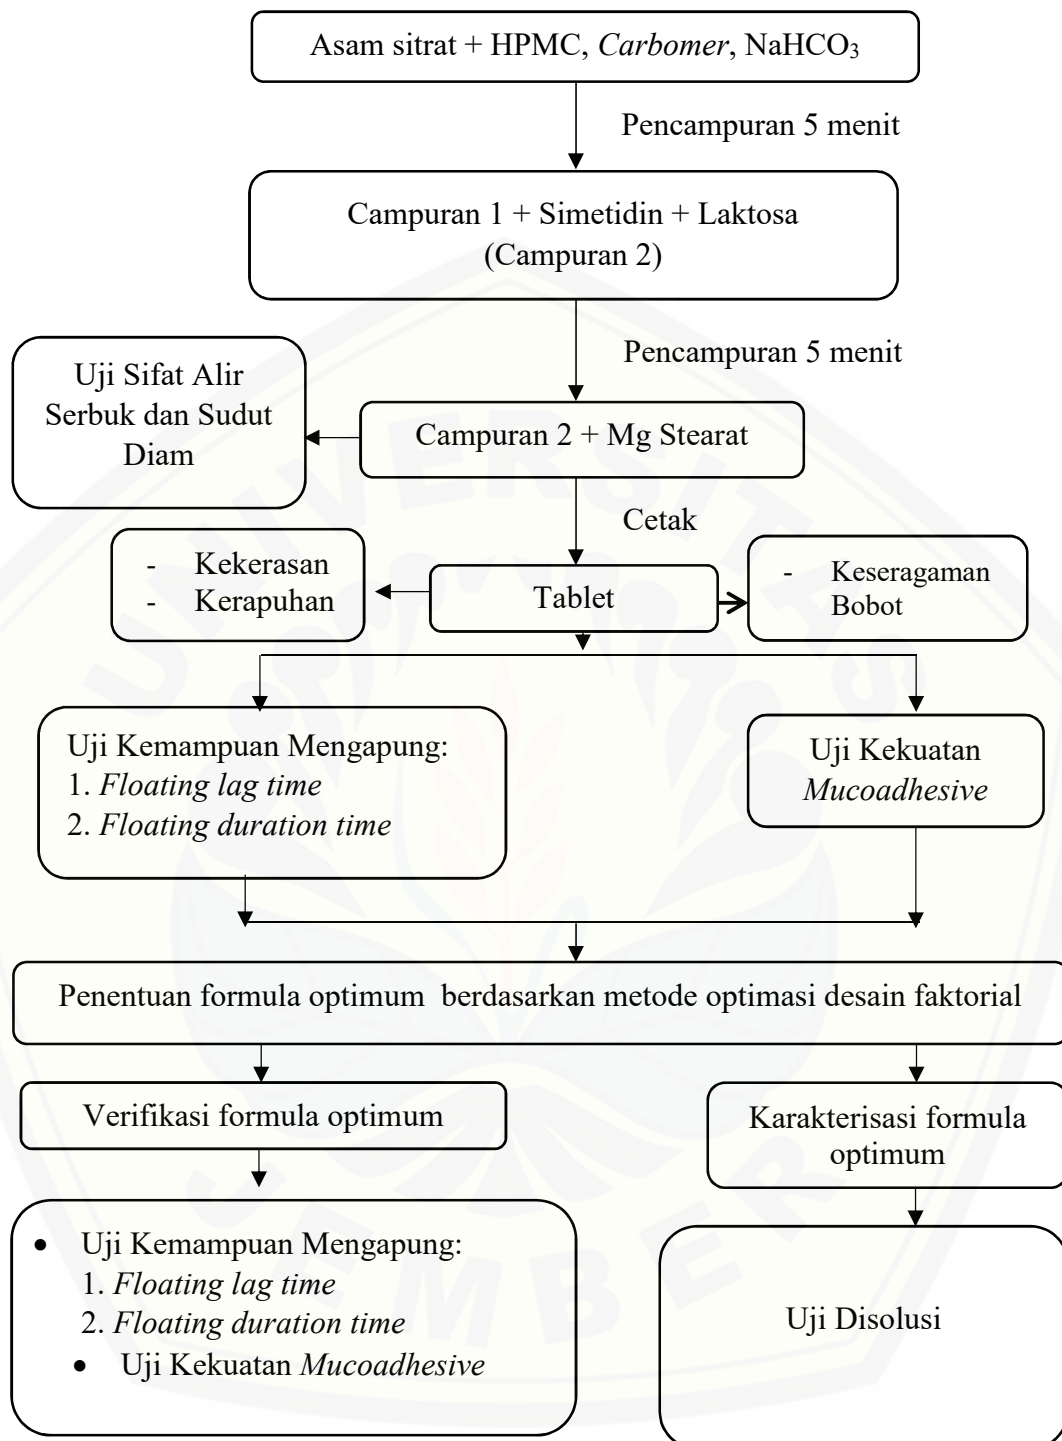 Asam sitrat + HPMC, Carbomer, NaHCO₃
Pencampuran 5 menit
Campuran 1 + Simetidin + Laktosa
(Campuran 2)
Pencampuran 5 menit
Uji Sifat Alir
Serbuk dan Sudut
Diam
Campuran 2 + Mg Stearat
Cetak
- Kekerasan
- Kerapuhan
Tablet
- Keseragaman
Bobot
Uji Kemampuan Mengapung:
1. Floating lag time
2. Floating duration time
Uji Kekuatan
Mucoadhesive
Penentuan formula optimum berdasarkan metode optimasi desain faktorial
Verifikasi formula optimum
Karakterisasi formula
optimum
• Uji Kemampuan Mengapung:
1. Floating lag time
2. Floating duration time
• Uji Kekuatan Mucoadhesive
Uji Disolusi
UNIVERSITAS
JEMBER